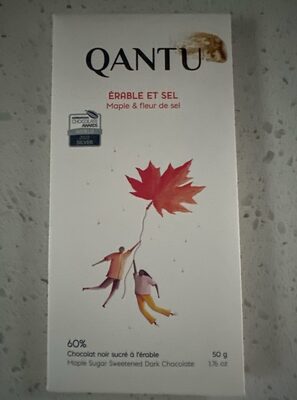 QANTU
ÉRABLE ET SEL
Maple & fleur de sel
INTERNATIONAL
CHOCOLATE
AWARDS
SILVER
60%
Chocolat noir sucré à l'érable
Maple Sugar Sweetened Dark Chocolate
50 g
1.76 oz